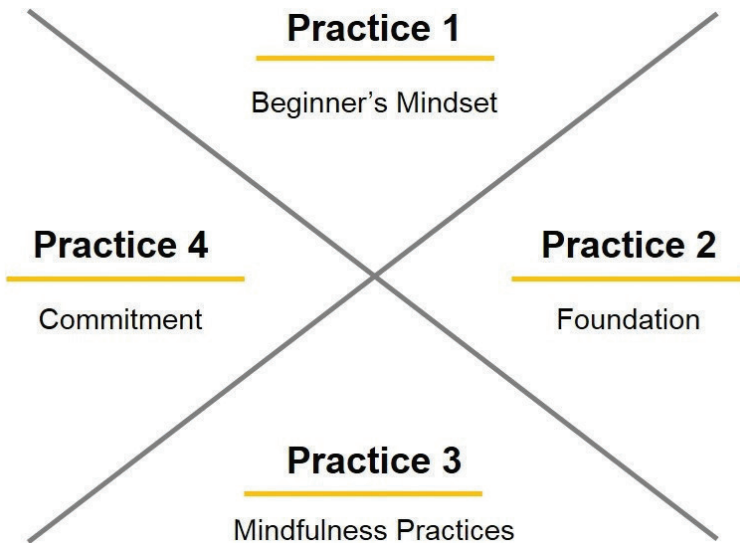 Practice 1
Beginner’s Mindset
Practice 4
Commitment
Practice 2
Foundation
Practice 3
Mindfulness Practices